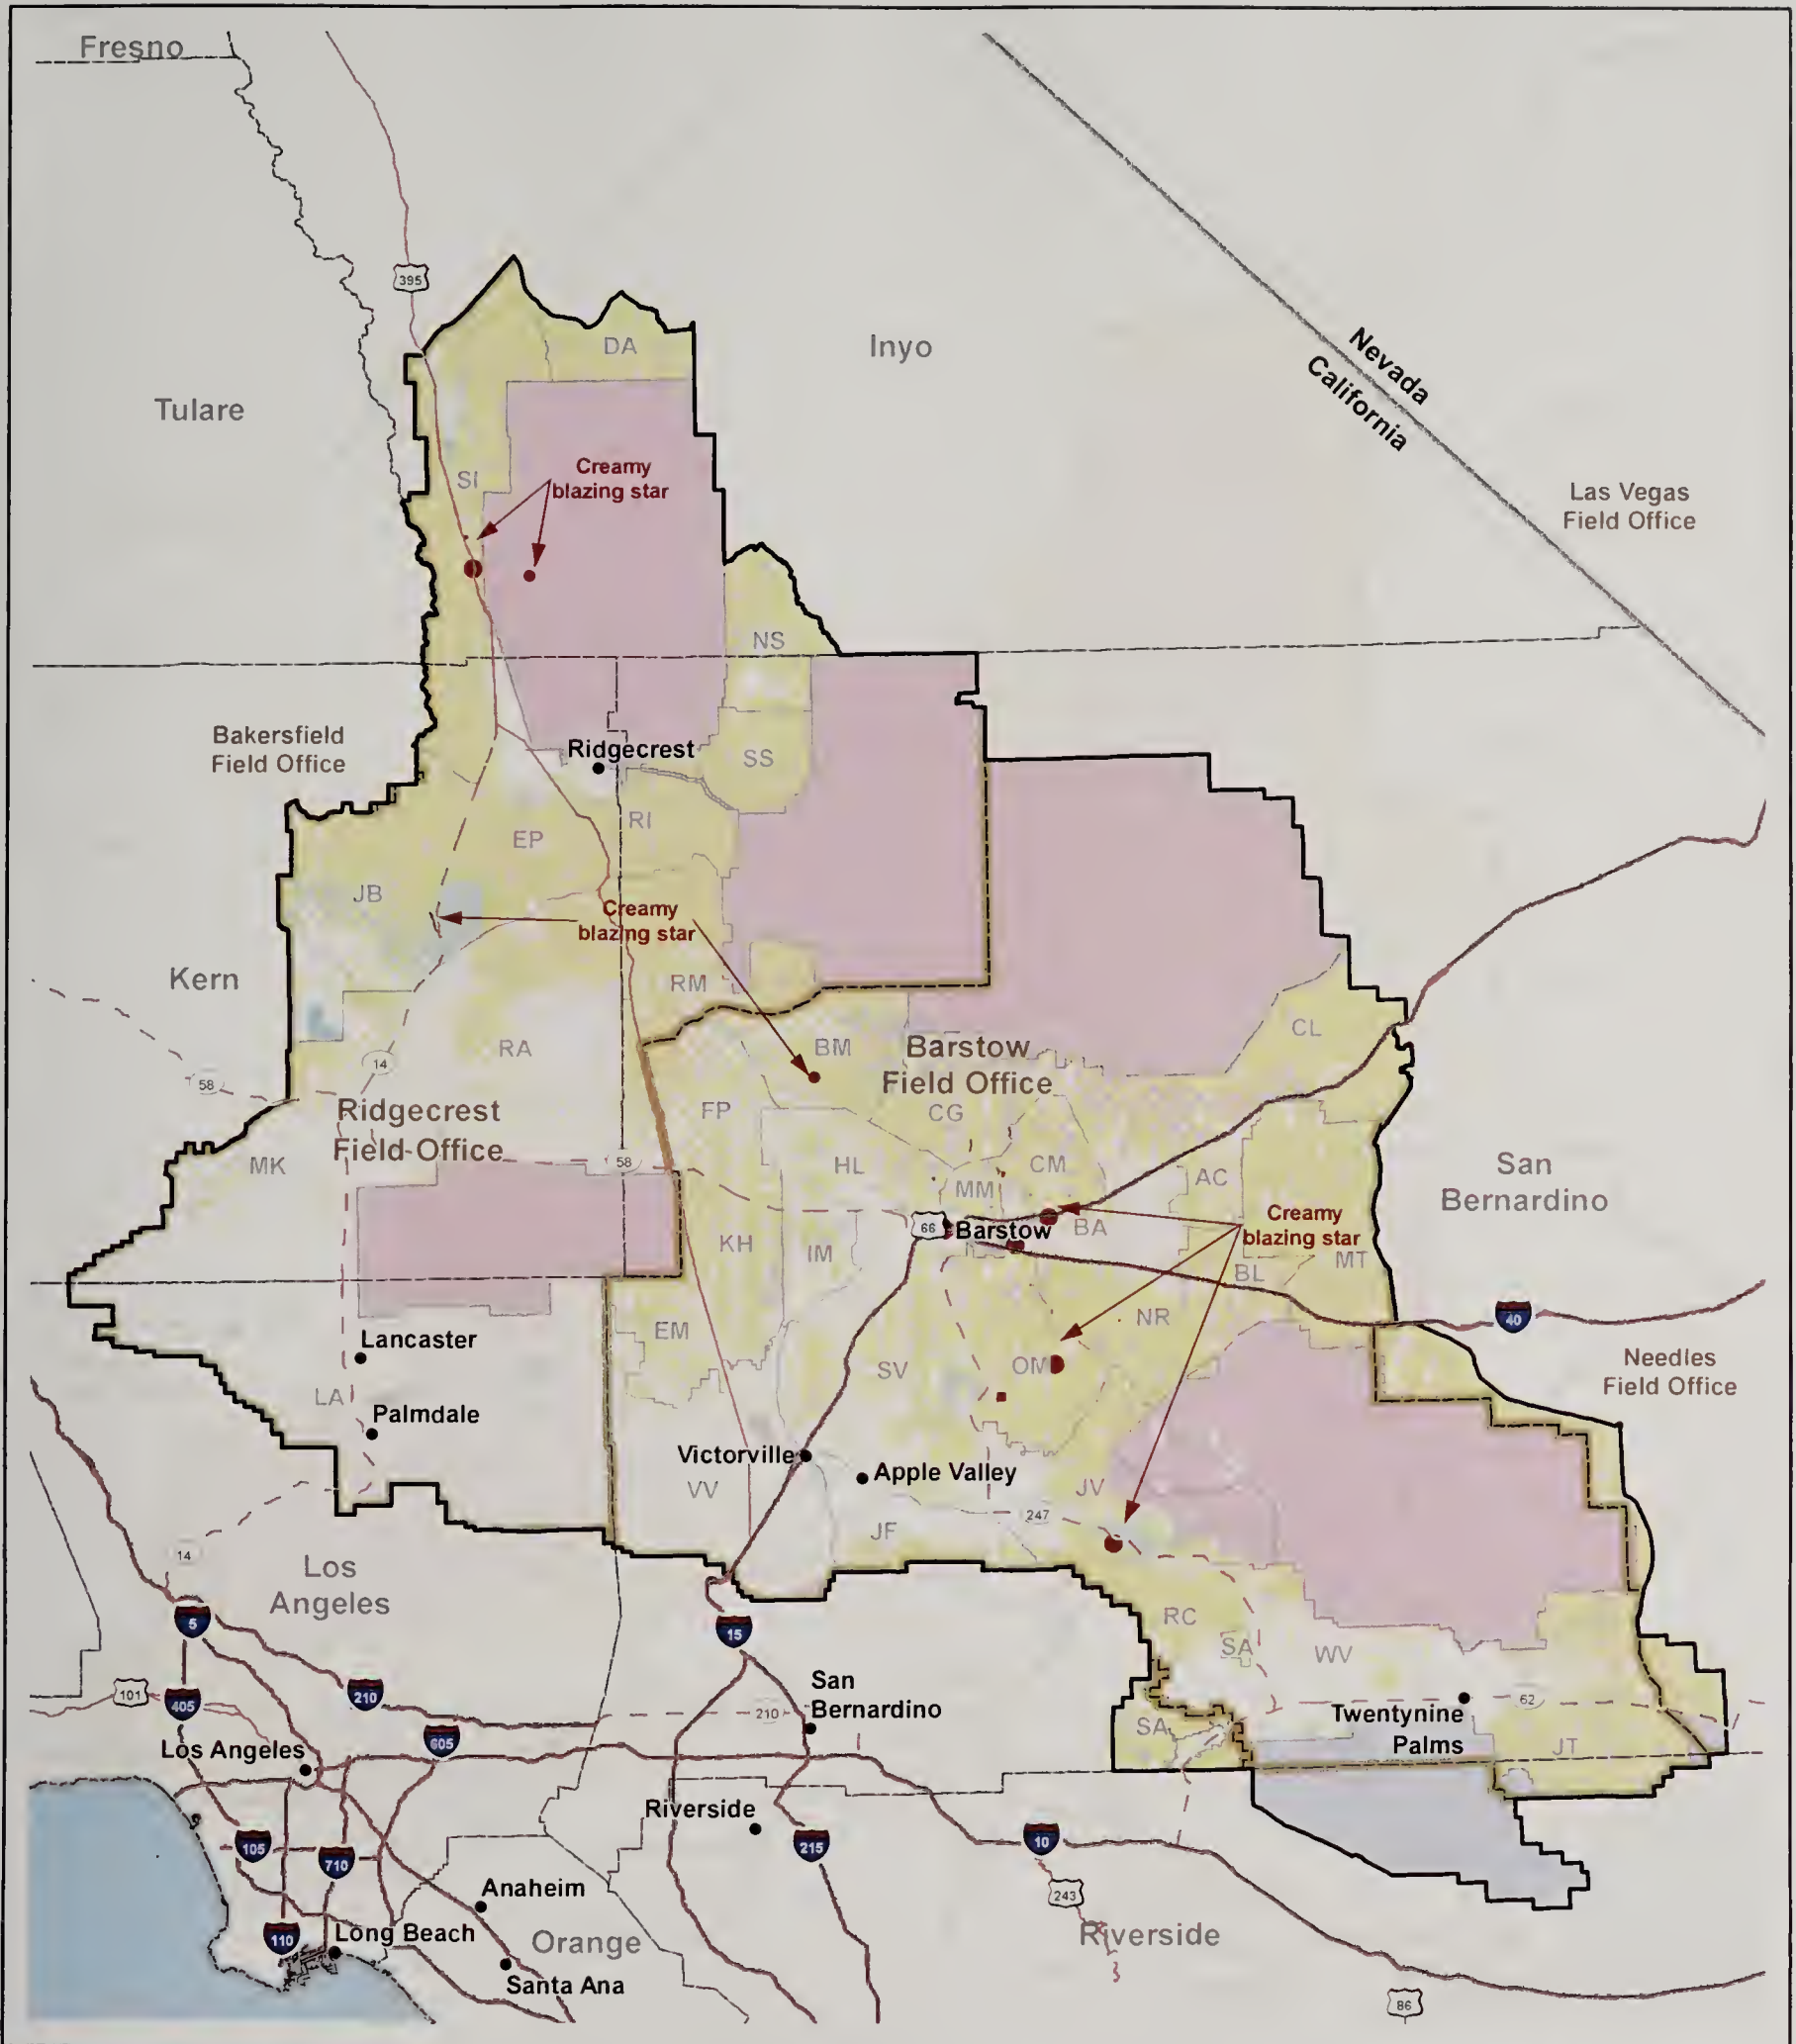 Fresno
395
DA
Inyo
Nevada
California
Tulare
SI
Creamy
blazing star
Las Vegas
Field Office
NS
Bakersfield
Field Office
Ridgecrest
SS
RI
EP
JB
Creamy
blazing star
Kern
RM
CL
RA
BM
Barstow
Field Office
14
58
Ridgecrest
Field Office
FP
CG
MK
58
HL
CM
MM
AC
San
Bernardino
Creamy
blazing star
66
Barstow
BA
KH
IM
BL
MT
40
EM
NR
Lancaster
SV
OM
Needles
Field Office
LA
Palmdale
Victorville
Apple Valley
VV
JV
247
JF
14
Los
Angeles
5
15
RC
SA
WV
101
405
210
San
Bernardino
210
62
Twentynine
Palms
SA
JT
605
Los Angeles
Riverside
105
710
215
10
243
Anaheim
110
Long Beach
Orange
Riverside
Santa Ana
86